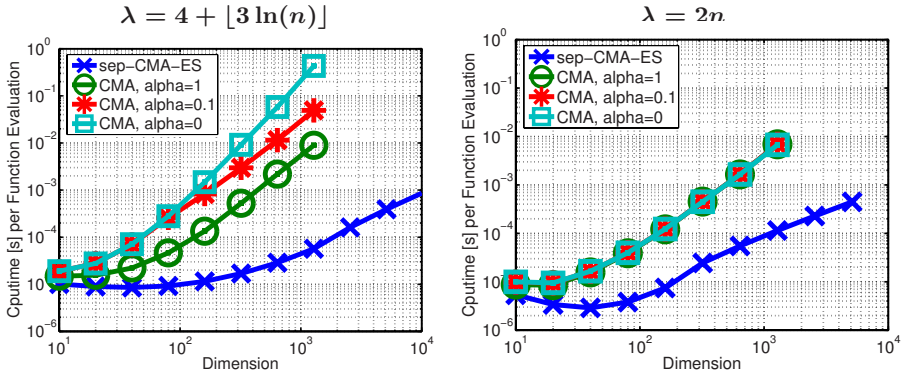 λ = 4 + ⌊3 ln(n)⌋
Cputime [s] per Function Evaluation
10^0
10^-1
10^-2
10^-3
10^-4
10^-5
10^-6
sep-CMA-ES
CMA, alpha=1
CMA, alpha=0.1
CMA, alpha=0
10^1
10^2
10^3
10^4
Dimension
λ = 2n
Cputime [s] per Function Evaluation
10^0
10^-1
10^-2
10^-3
10^-4
10^-5
10^-6
sep-CMA-ES
CMA, alpha=1
CMA, alpha=0.1
CMA, alpha=0
10^1
10^2
10^3
10^4
Dimension